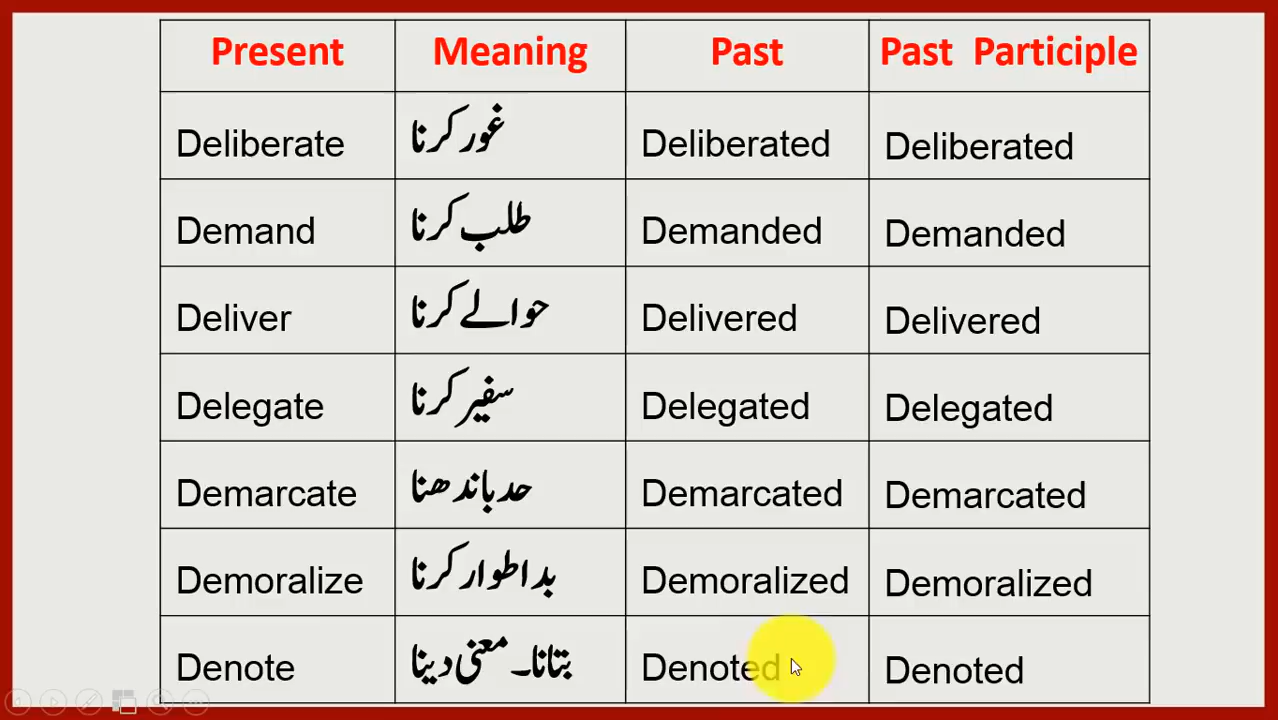 Present Meaning Past Past Participle
Deliberate غور کرنا Deliberated Deliberated
Demand طلب کرنا Demanded Demanded
Deliver حوالے کرنا Delivered Delivered
Delegate سفیر کرنا Delegated Delegated
Demarcate حد باندھنا Demarcated Demarcated
Demoralize بد اطوار کرنا Demoralized Demoralized
Denote بتانا۔ معنی دینا Denoted Denoted